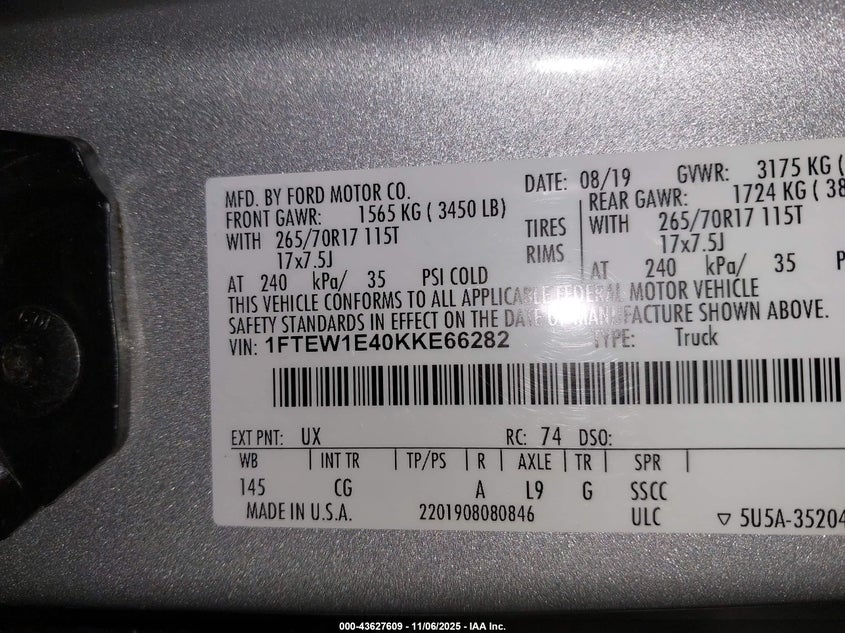 MFD. BY FORD MOTOR CO. DATE: 08/19 GVWR: 3175 KG (
FRONT GAWR: 1565 KG ( 3450 LB) REAR GAWR: 1724 KG ( 38
WITH 265/70R17 115T TIRES WITH 265/70R17 115T
17x7.5J RIMS 17x7.5J
AT 240 kPa/ 35 PSI COLD AT 240 kPa/ 35 P
THIS VEHICLE CONFORMS TO ALL APPLICABLE FEDERAL MOTOR VEHICLE
SAFETY STANDARDS IN EFFECT ON THE DATE OF MANUFACTURE SHOWN ABOVE.
VIN: 1FTEW1E40KKE66282 TYPE: Truck
EXT PNT: UX RC: 74 DSO:
WB INT TR TP/PS R AXLE TR SPR
145 CG A L9 G SSCC
MADE IN U.S.A. 2201908080846 ULC ▽ 5U5A-35204
000-43627609 - 11/06/2025 - IAA Inc.